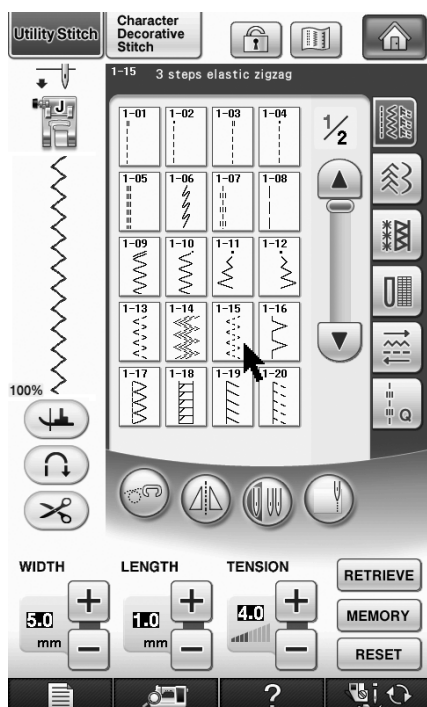 Utility Stitch
Character
Decorative
Stitch
1-15 3 steps elastic zigzag
J
1-01 1-02 1-03 1-04
1/2
1-05 1-06 1-07 1-08
1-09 1-10 1-11 1-12
1-13 1-14 1-15 1-16
1-17 1-18 1-19 1-20
Q
100%
WIDTH LENGTH TENSION
5.0 mm
1.0 mm
4.0
RETRIEVE
MEMORY
RESET
?